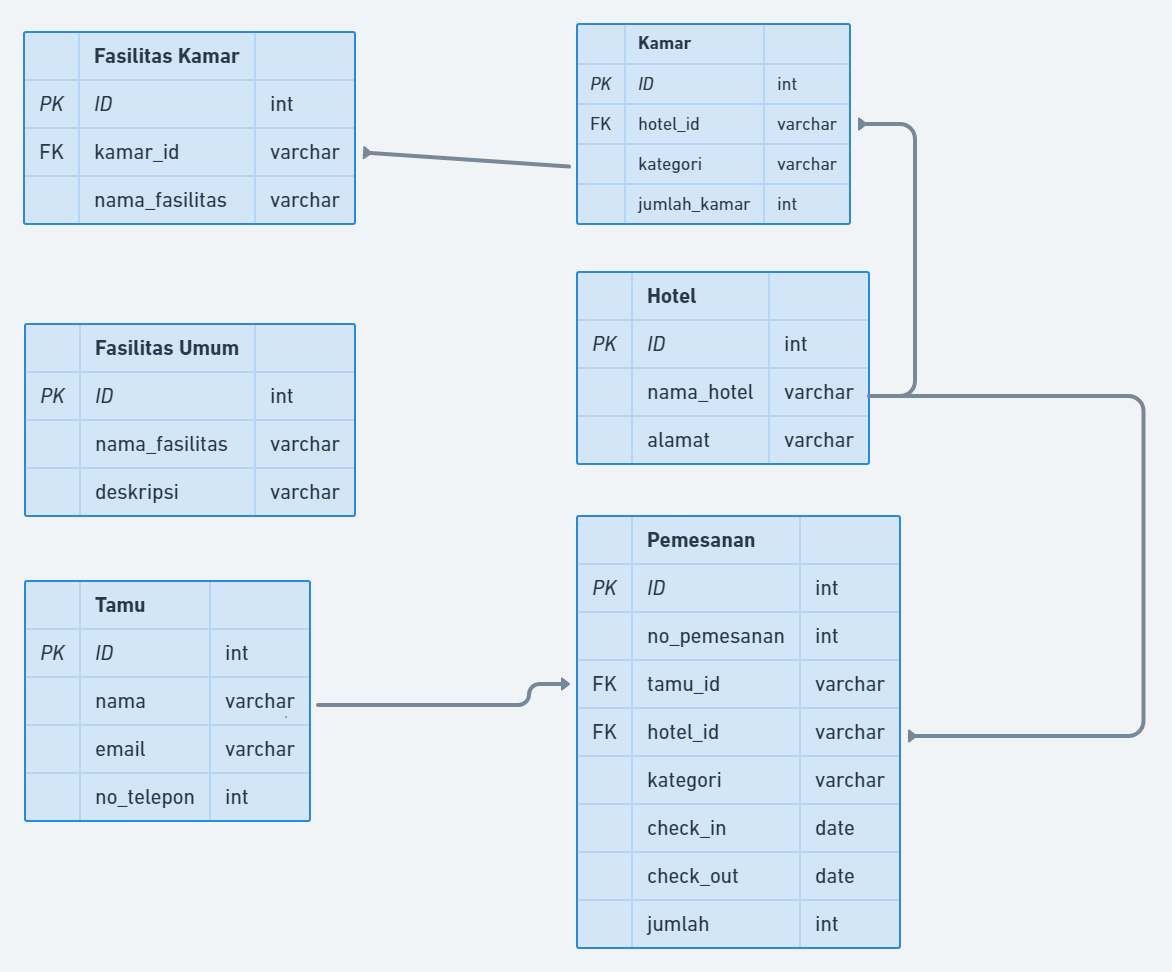 Fasilitas Kamar
PK ID int
FK kamar_id varchar
nama_fasilitas varchar
Kamar
PK ID int
FK hotel_id varchar
kategori varchar
jumlah_kamar int
Fasilitas Umum
PK ID int
nama_fasilitas varchar
deskripsi varchar
Hotel
PK ID int
nama_hotel varchar
alamat varchar
Tamu
PK ID int
nama varchar
email varchar
no_telepon int
Pemesanan
PK ID int
no_pemesanan int
FK tamu_id varchar
FK hotel_id varchar
kategori varchar
check_in date
check_out date
jumlah int